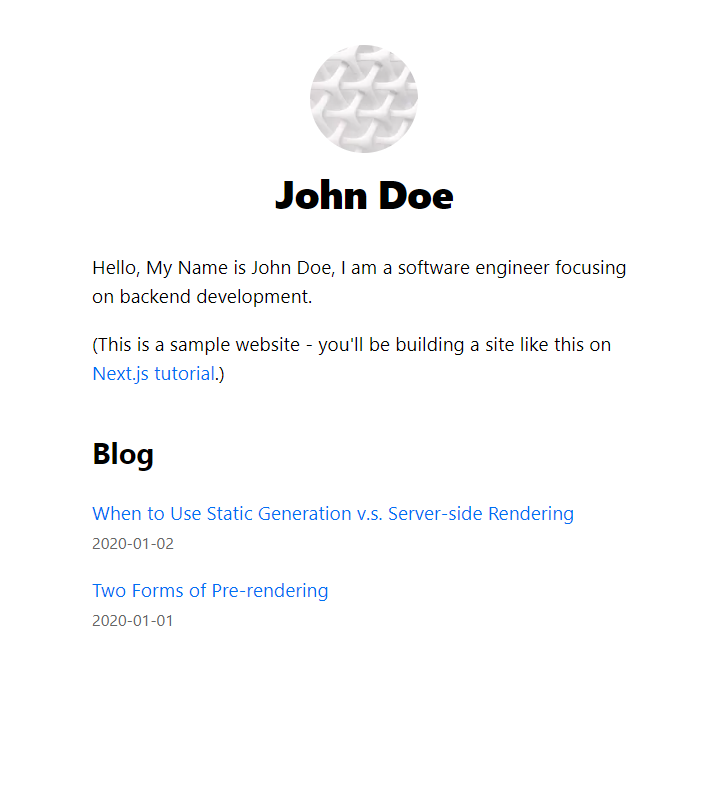 John Doe
Hello, My Name is John Doe, I am a software engineer focusing
on backend development.
(This is a sample website - you'll be building a site like this on
Next.js tutorial.)
Blog
When to Use Static Generation v.s. Server-side Rendering
2020-01-02
Two Forms of Pre-rendering
2020-01-01